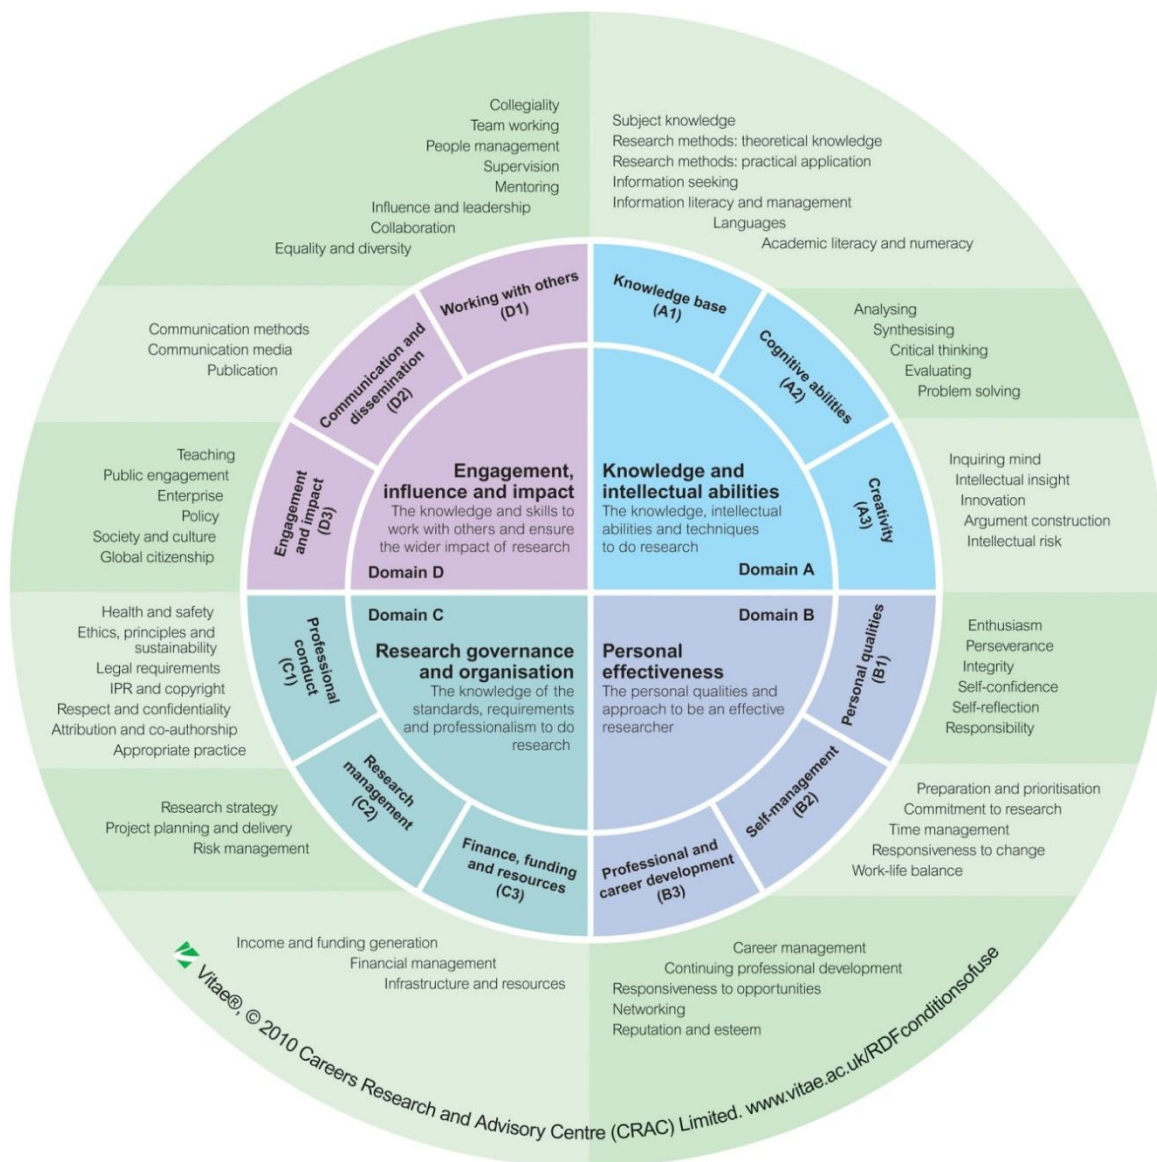 Collegiality
Team working
People management
Supervision
Mentoring
Influence and leadership
Collaboration
Equality and diversity
Subject knowledge
Research methods: theoretical knowledge
Research methods: practical application
Information seeking
Information literacy and management
Languages
Academic literacy and numeracy
Communication methods
Communication media
Publication
Working with others
(D1)
Knowledge base
(A1)
Analysing
Synthesising
Critical thinking
Evaluating
Problem solving
Communication and
dissemination
(D2)
Cognitive abilities
(A2)
Teaching
Public engagement
Enterprise
Policy
Society and culture
Global citizenship
Engagement
and impact
(D3)
Engagement,
influence and impact
The knowledge and skills to
work with others and ensure
the wider impact of research
Domain D
Knowledge and
intellectual abilities
The knowledge, intellectual
abilities and techniques
to do research
Domain A
Creativity
(A3)
Inquiring mind
Intellectual insight
Innovation
Argument construction
Intellectual risk
Health and safety
Ethics, principles and
sustainability
Legal requirements
IPR and copyright
Respect and confidentiality
Attribution and co-authorship
Appropriate practice
Professional
conduct
(C1)
Domain C
Research governance
and organisation
The knowledge of the
standards, requirements
and professionalism to do
research
Domain B
Personal
effectiveness
The personal qualities and
approach to be an effective
researcher
Personal qualities
(B1)
Enthusiasm
Perseverance
Integrity
Self-confidence
Self-reflection
Responsibility
Research strategy
Project planning and delivery
Risk management
Research
management
(C2)
Self-management
(B2)
Preparation and prioritisation
Commitment to research
Time management
Responsiveness to change
Work-life balance
Finance, funding
and resources
(C3)
Professional and
career development
(B3)
Income and funding generation
Financial management
Infrastructure and resources
Career management
Continuing professional development
Responsiveness to opportunities
Networking
Reputation and esteem
Vitae®, © 2010 Careers Research and Advisory Centre (CRAC) Limited. www.vitae.ac.uk/RDFconditionsofuse